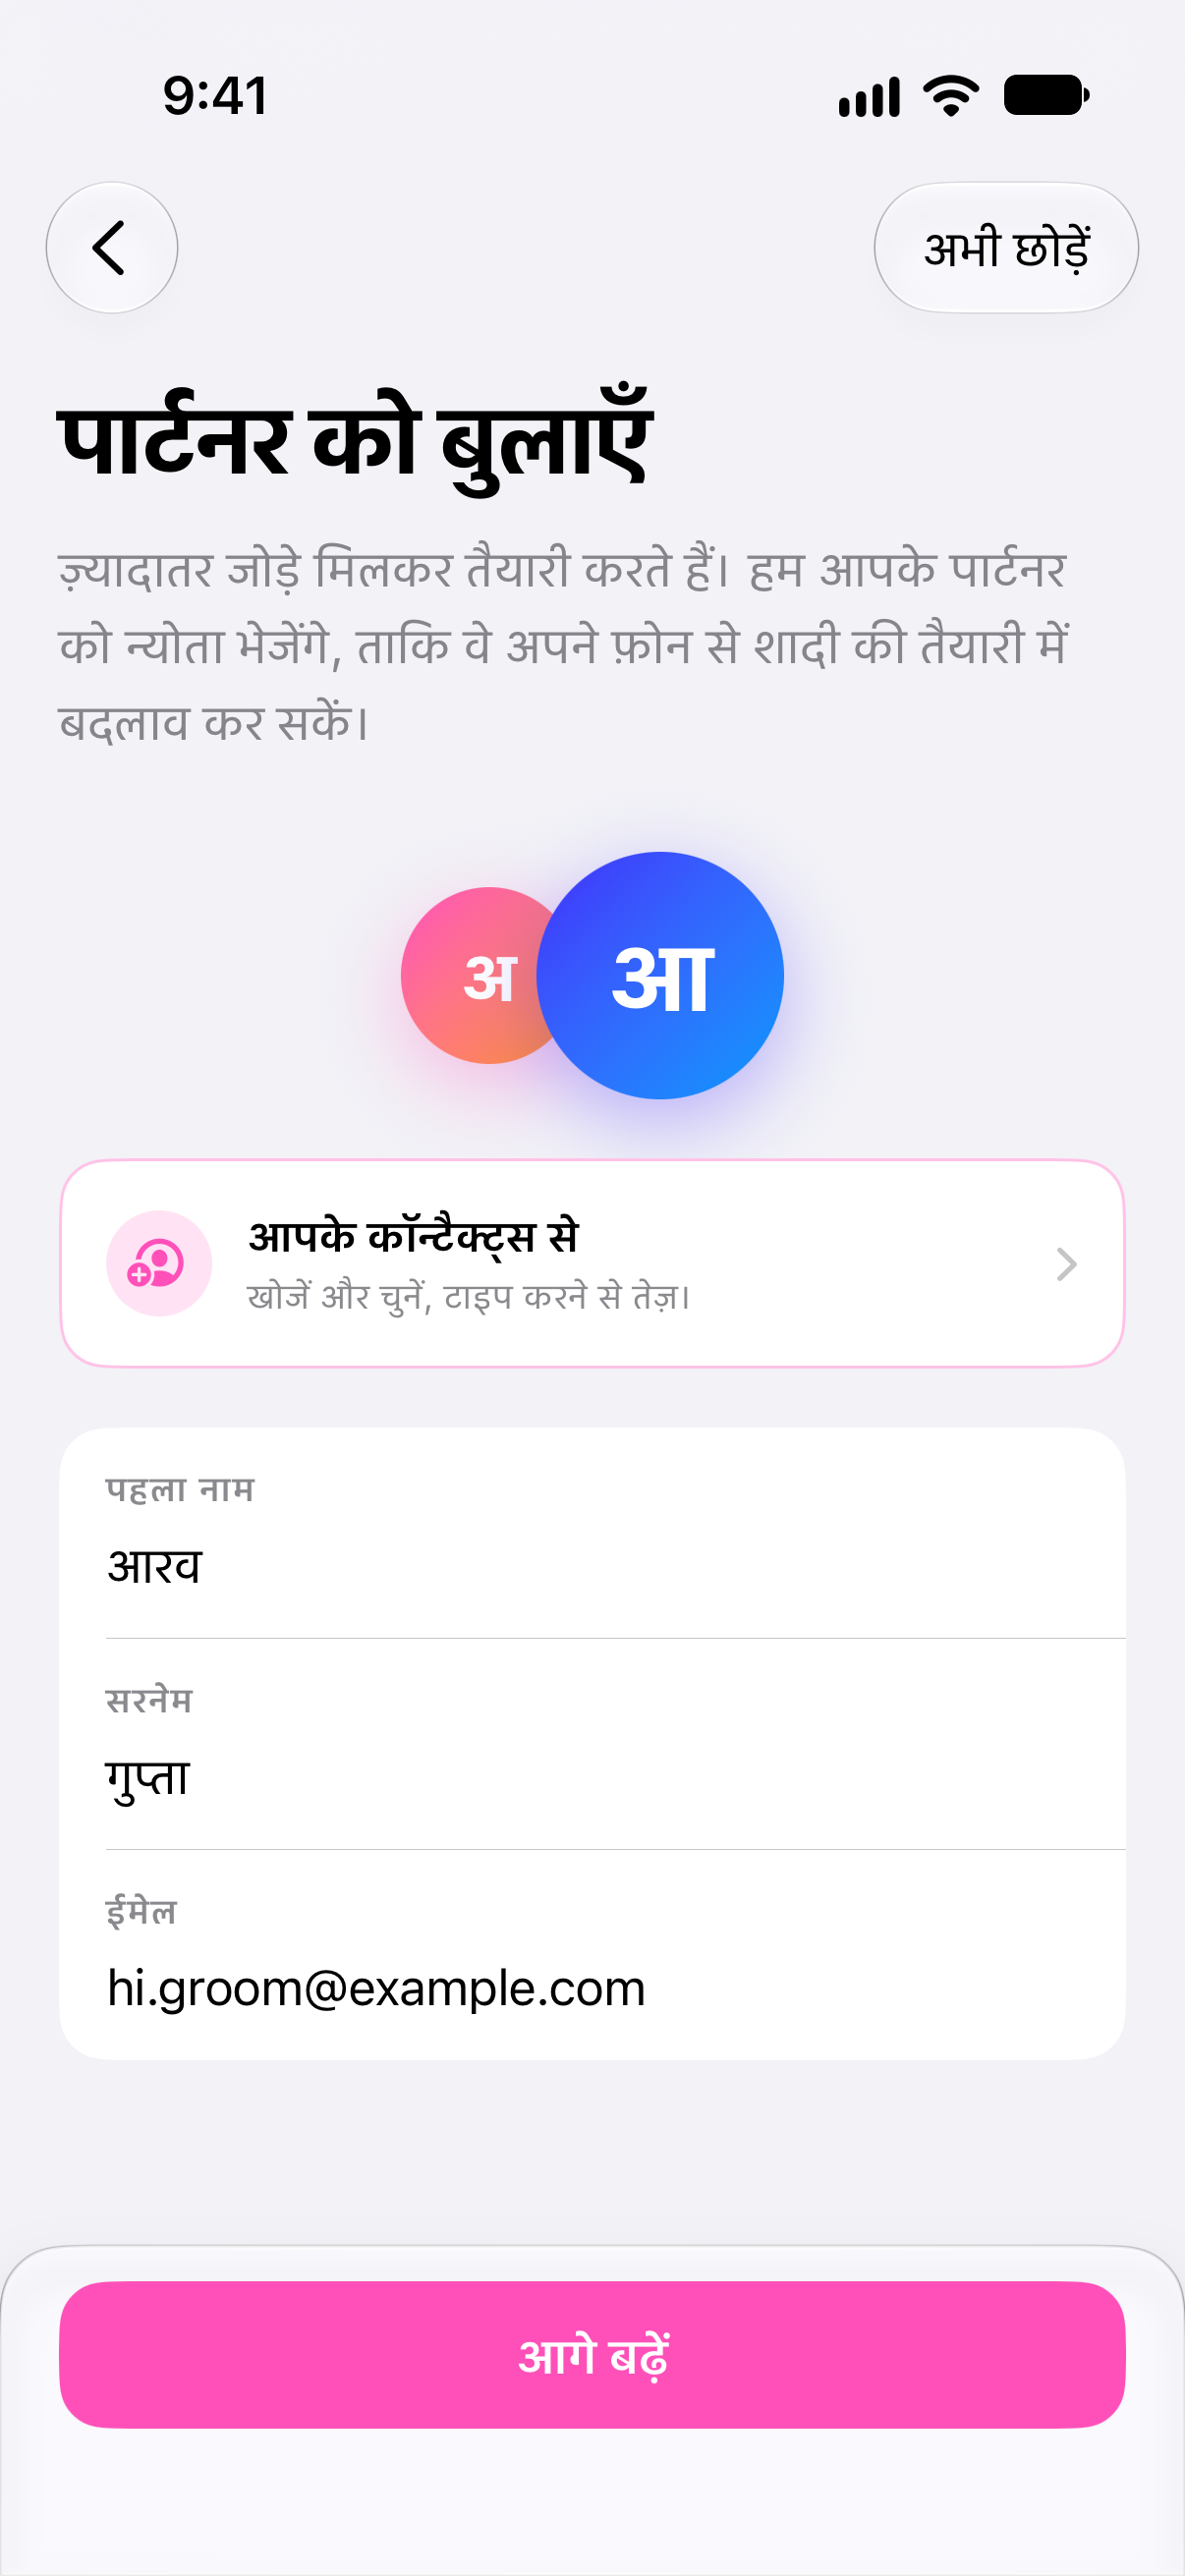 9:41
अभी छोड़ें
पार्टनर को बुलाएँ
ज़्यादातर जोड़े मिलकर तैयारी करते हैं। हम आपके पार्टनर
को न्योता भेजेंगे, ताकि वे अपने फ़ोन से शादी की तैयारी में
बदलाव कर सकें।
अ
आ
आपके कॉन्टैक्ट्स से
खोजें और चुनें, टाइप करने से तेज़।
पहला नाम
आरव
सरनेम
गुप्ता
ईमेल
hi.groom@example.com
आगे बढ़ें